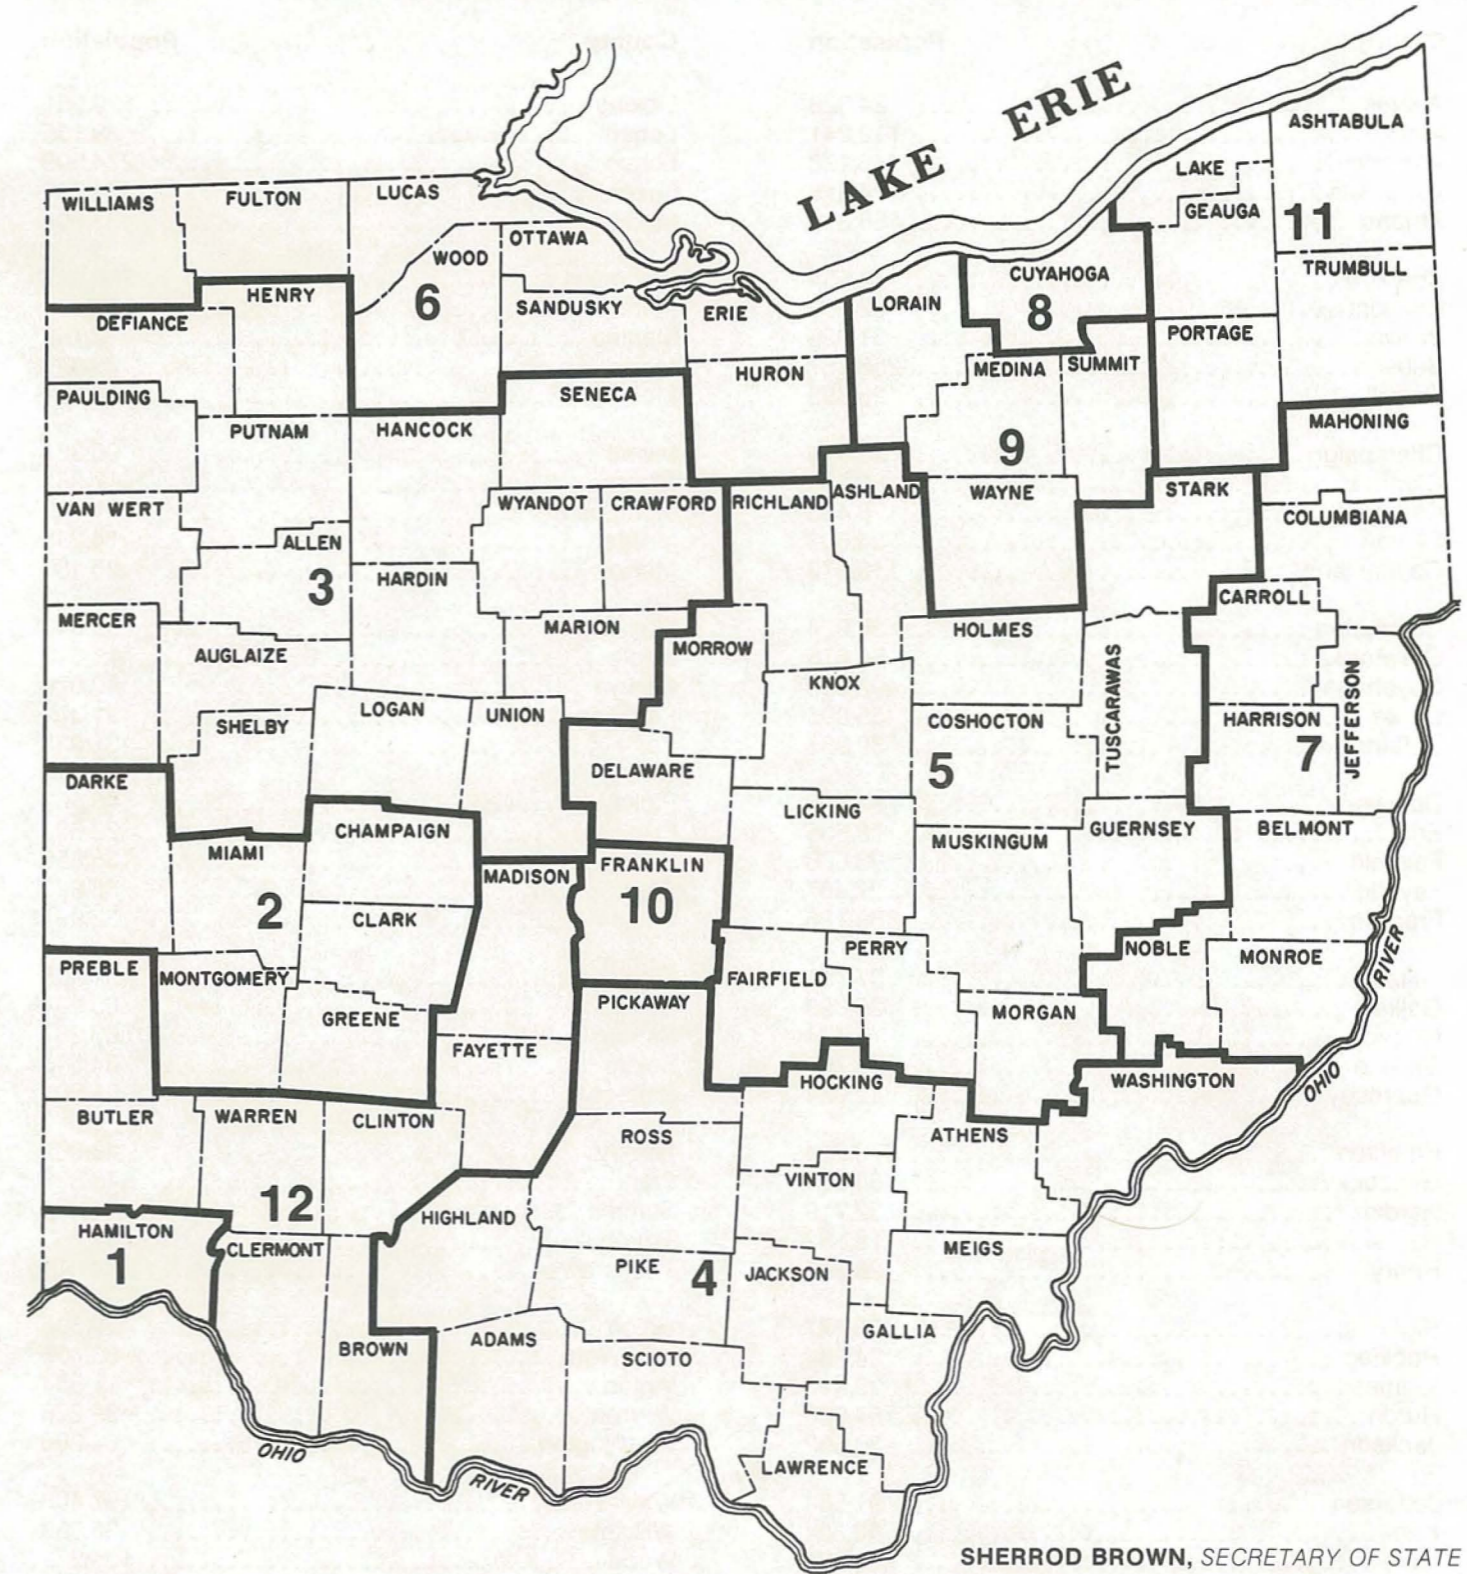 LAKE ERIE
ASHTABULA
LAKE
GEAUGA
11
TRUMBULL
WILLIAMS
FULTON
LUCAS
WOOD
OTTAWA
6
HENRY
SANDUSKY
ERIE
LORAIN
CUYAHOGA
8
DEFIANCE
PORTAGE
HURON
MEDINA
SUMMIT
PAULDING
SENECA
MAHONING
PUTNAM
HANCOCK
9
VAN WERT
WYANDOT
CRAWFORD
RICHLAND
ASHLAND
WAYNE
STARK
COLUMBIANA
ALLEN
3
HARDIN
CARROLL
MERCER
MARION
HOLMES
AUGLAIZE
MORROW
KNOX
TUSCARAWAS
JEFFERSON
SHELBY
LOGAN
UNION
COSHOCTON
HARRISON
5
7
DARKE
DELAWARE
LICKING
CHAMPAIGN
MIAMI
MUSKINGUM
GUERNSEY
BELMONT
MADISON
FRANKLIN
10
2
CLARK
PERRY
NOBLE
PREBLE
MONTGOMERY
FAIRFIELD
MONROE
OHIO RIVER
PICKAWAY
GREENE
MORGAN
FAYETTE
HOCKING
WASHINGTON
BUTLER
WARREN
CLINTON
ROSS
ATHENS
VINTON
12
HIGHLAND
HAMILTON
1
CLERMONT
PIKE
4
JACKSON
MEIGS
BROWN
ADAMS
SCIOTO
GALLIA
OHIO RIVER
LAWRENCE
SHERROD BROWN, SECRETARY OF STATE